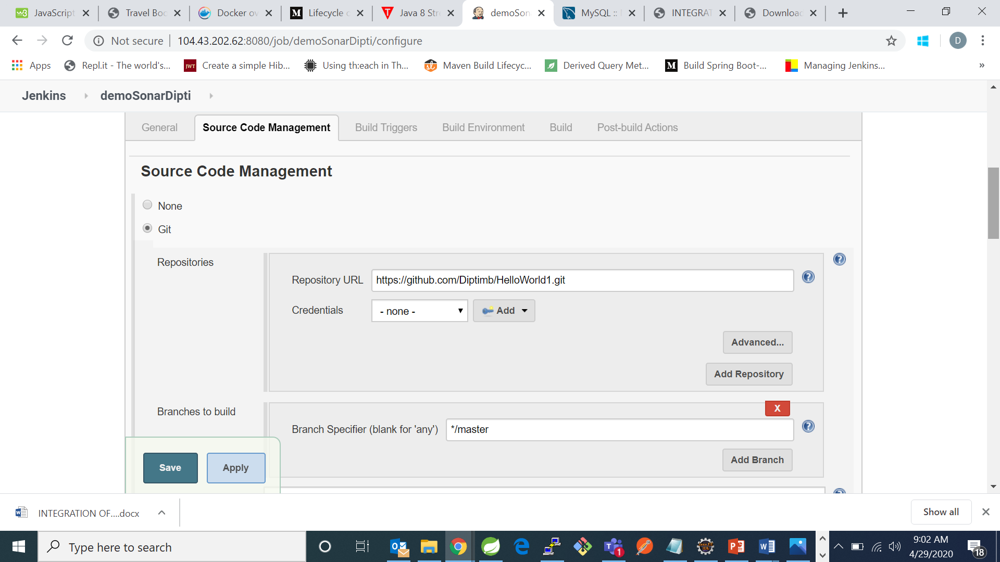 JavaScript
Travel Boo
Docker ov
Lifecycle c
Java 8 Stre
demoSon
MySQL ::
INTEGRAT
Download
Not secure
104.43.202.62:8080/job/demoSonarDipti/configure
D
Apps
Repl.it - The world's...
JWT
Create a simple Hib...
Using th:each in Th...
Maven Build Lifecyc...
Derived Query Met...
M
Build Spring Boot-...
Managing Jenkins...
»
Jenkins
demoSonarDipti
General
Source Code Management
Build Triggers
Build Environment
Build
Post-build Actions
Source Code Management
None
Git
Repositories
Repository URL
https://github.com/Diptimb/HelloWorld1.git
Credentials
- none -
Add
Advanced...
Add Repository
Branches to build
X
Branch Specifier (blank for 'any')
*/master
Add Branch
Save
Apply
INTEGRATION OF....docx
Show all
Type here to search
9:02 AM
4/29/2020
18